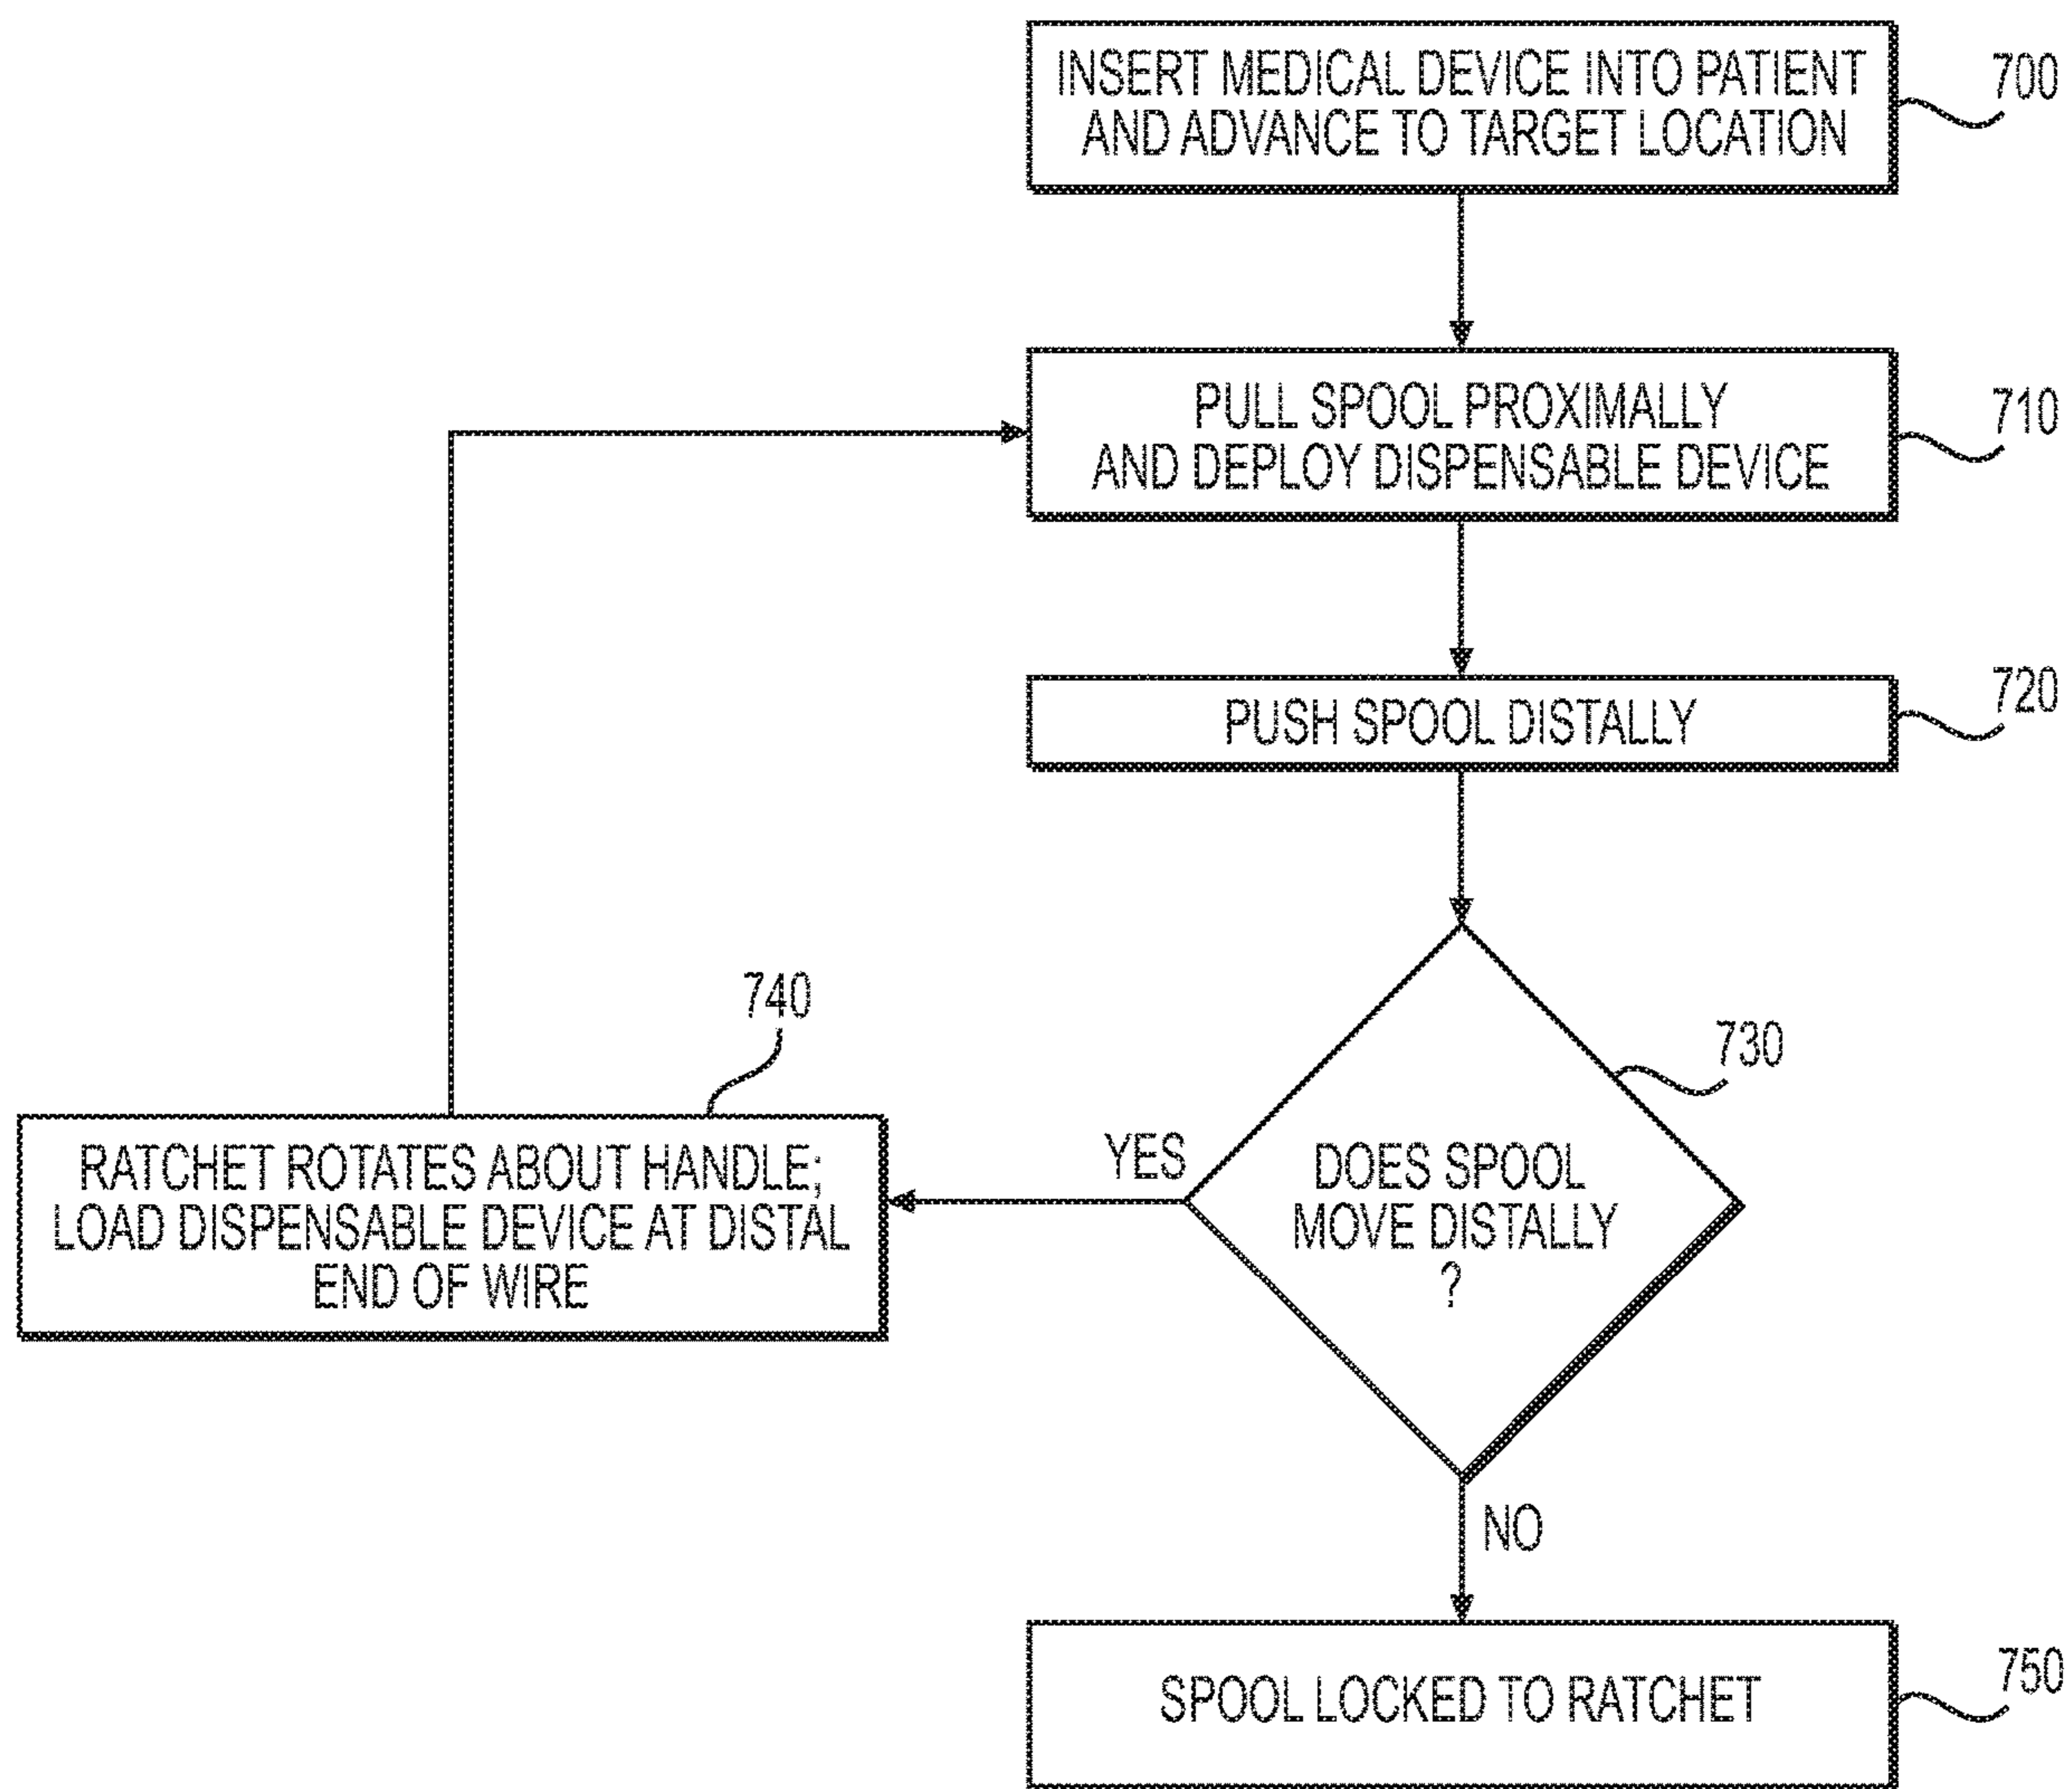 INSERT MEDICAL DEVICE INTO PATIENT
AND ADVANCE TO TARGET LOCATION
700
PULL SPOOL PROXIMALLY
AND DEPLOY DISPENSABLE DEVICE
710
PUSH SPOOL DISTALLY
720
730
DOES SPOOL
MOVE DISTALLY
?
YES
740
RATCHET ROTATES ABOUT HANDLE;
LOAD DISPENSABLE DEVICE AT DISTAL
END OF WIRE
NO
SPOOL LOCKED TO RATCHET
750